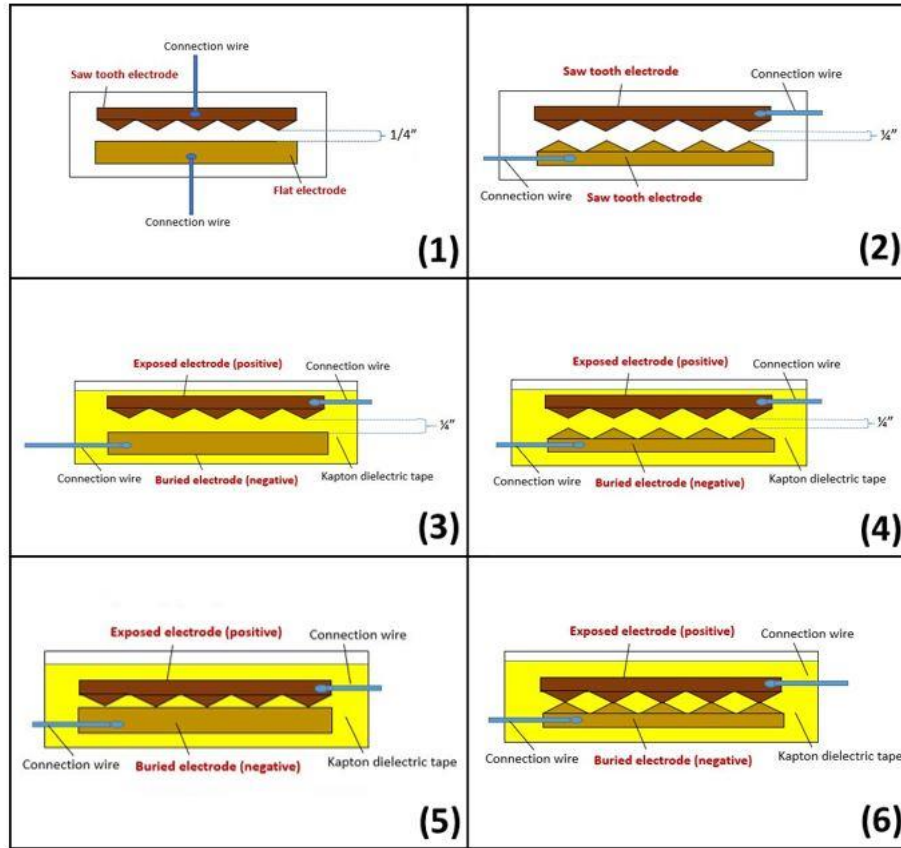 Connection wire
Saw tooth electrode
1/4”
Flat electrode
Connection wire
(1)
Saw tooth electrode
Connection wire
¼”
Connection wire
Saw tooth electrode
(2)
Exposed electrode (positive)
Connection wire
¼”
Connection wire
Buried electrode (negative)
Kapton dielectric tape
(3)
Exposed electrode (positive)
Connection wire
¼”
Connection wire
Buried electrode (negative)
Kapton dielectric tape
(4)
Exposed electrode (positive)
Connection wire
Connection wire
Buried electrode (negative)
Kapton dielectric tape
(5)
Exposed electrode (positive)
Connection wire
Connection wire
Buried electrode (negative)
Kapton dielectric tape
(6)